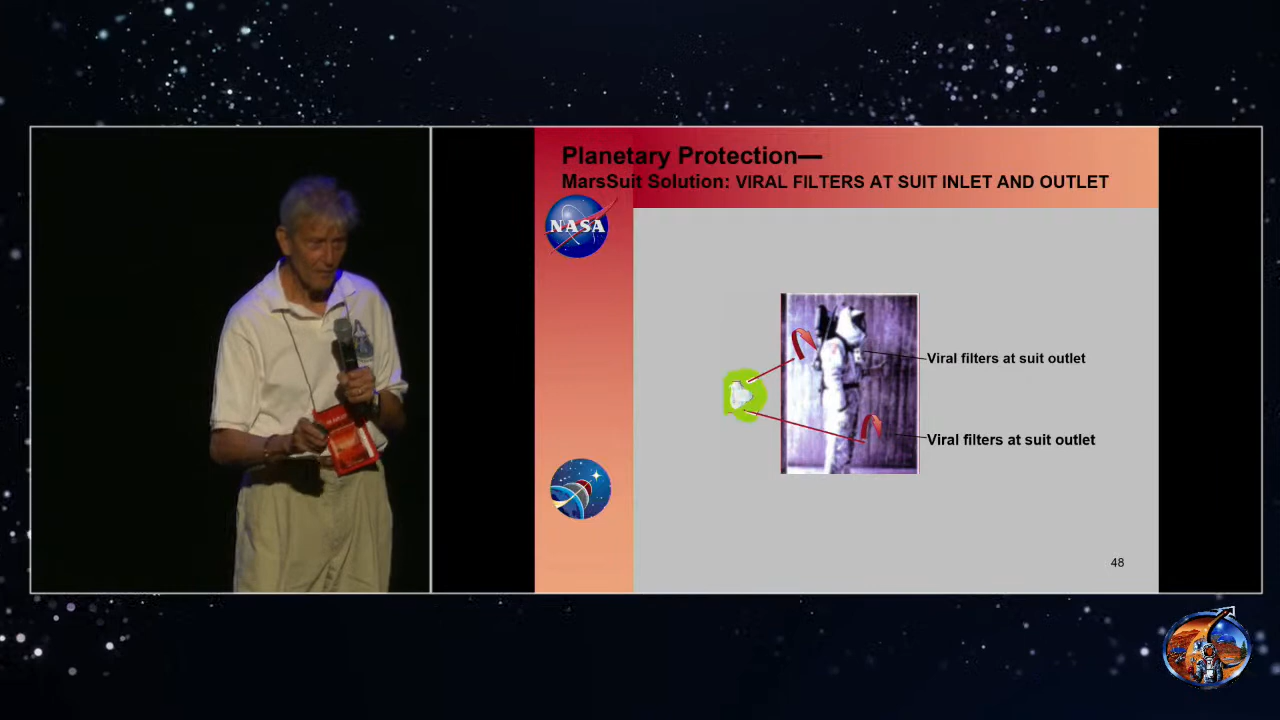 Planetary Protection—
MarsSuit Solution: VIRAL FILTERS AT SUIT INLET AND OUTLET
NASA
Viral filters at suit outlet
Viral filters at suit outlet
48